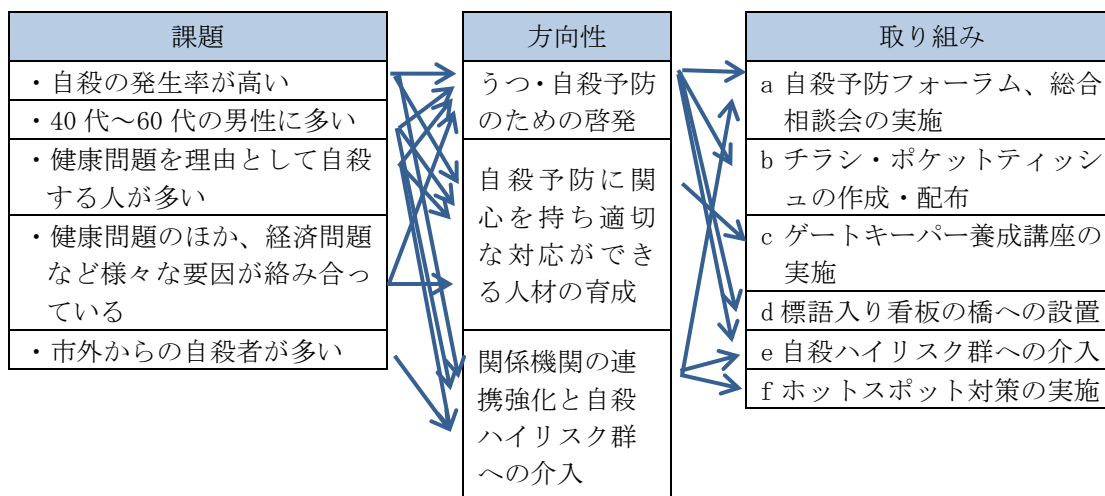 課題
・自殺の発生率が高い
・40代～60代の男性に多い
・健康問題を理由として自殺
する人が多い
・健康問題のほか、経済問題
など様々な要因が絡み合っ
ている
・市外からの自殺者が多い
方向性
うつ・自殺予防
のための啓発
自殺予防に関
心を持ち適切
な対応ができ
る人材の育成
関係機関の連
携強化と自殺
ハイリスク群
への介入
取り組み
a 自殺予防フォーラム、総合
相談会の実施
b チラシ・ポケットティッシ
ュの作成・配布
c ゲートキーパー養成講座の
実施
d 標語入り看板の橋への設置
e 自殺ハイリスク群への介入
f ホットスポット対策の実施